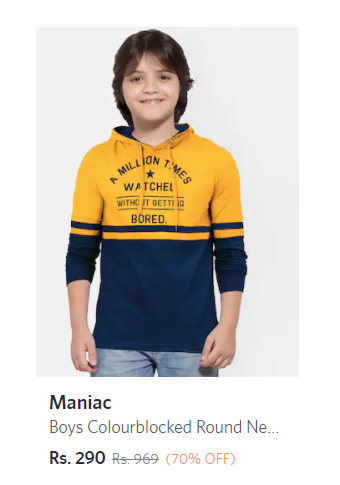 A MILLION TIMES
WATCHED
WITHOUT GETTING
BORED.
Maniac
Boys Colourblocked Round Ne...
Rs. 290 Rs. 969 (70% OFF)